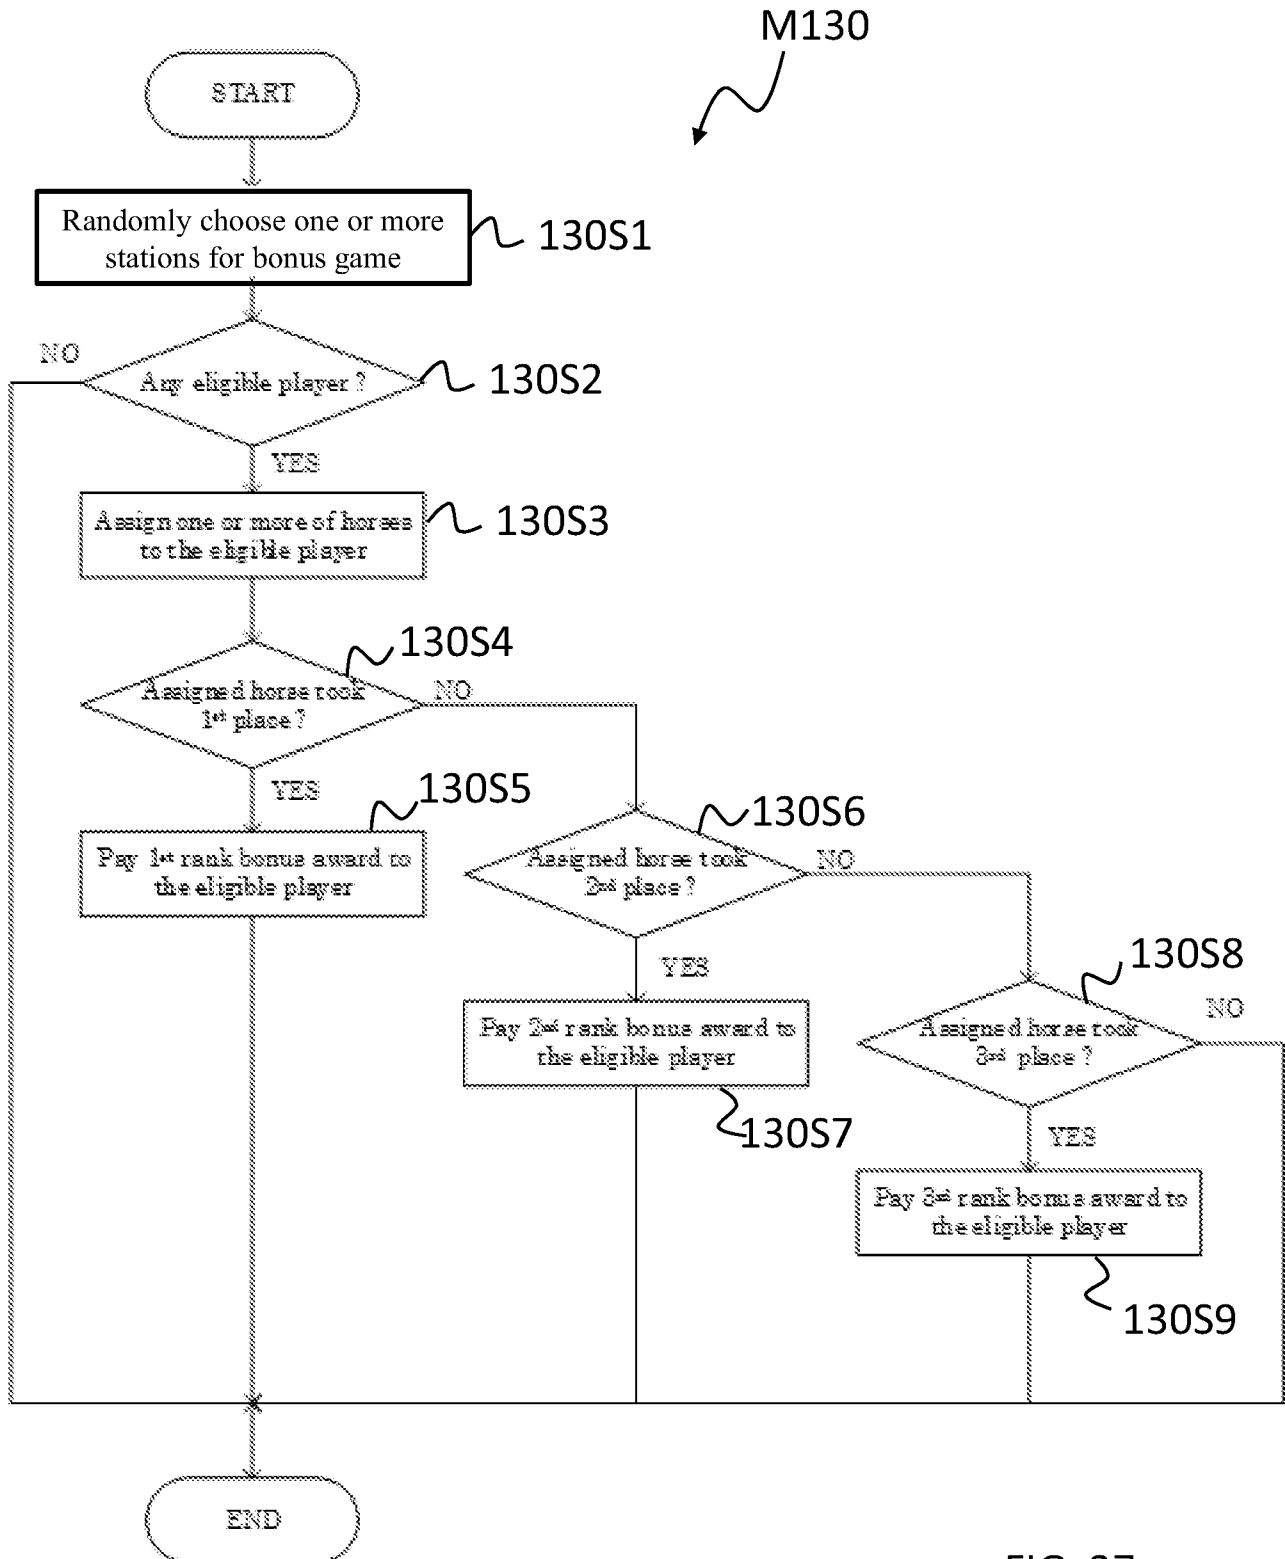 M130
START
Randomly choose one or more
stations for bonus game
130S1
NO
Any eligible player ?
130S2
YES
Assign one or more of horses
to the eligible player
130S3
130S4
Assigned horse took
1st place ?
NO
YES
130S5
Pay 1st rank bonus award to
the eligible player
130S6
Assigned horse took
2nd place ?
NO
YES
130S8
Pay 2nd rank bonus award to
the eligible player
Assigned horse took
3rd place ?
NO
130S7
YES
Pay 3rd rank bonus award to
the eligible player
130S9
END